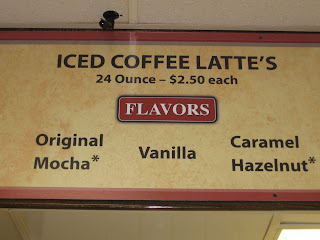 ICED COFFEE LATTE'S
24 Ounce – $2.50 each
FLAVORS
Original
Mocha*
Vanilla
Caramel
Hazelnut*